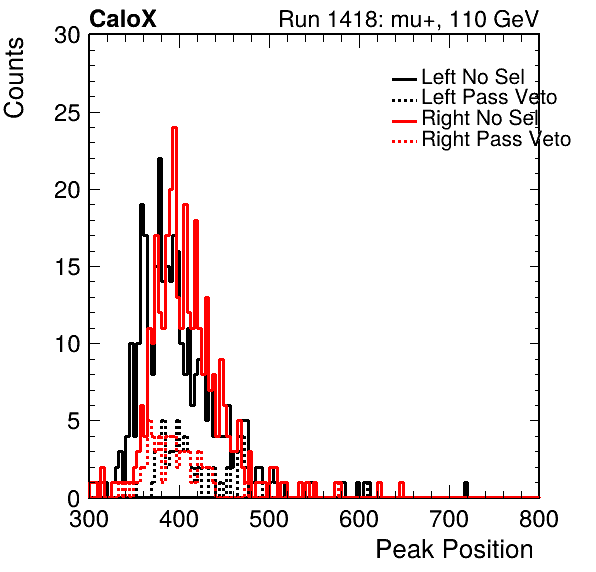 CaloX Run 1418: mu+, 110 GeV
Counts
30
25
20
15
10
5
0
Left No Sel
Left Pass Veto
Right No Sel
Right Pass Veto
300 400 500 600 700 800
Peak Position